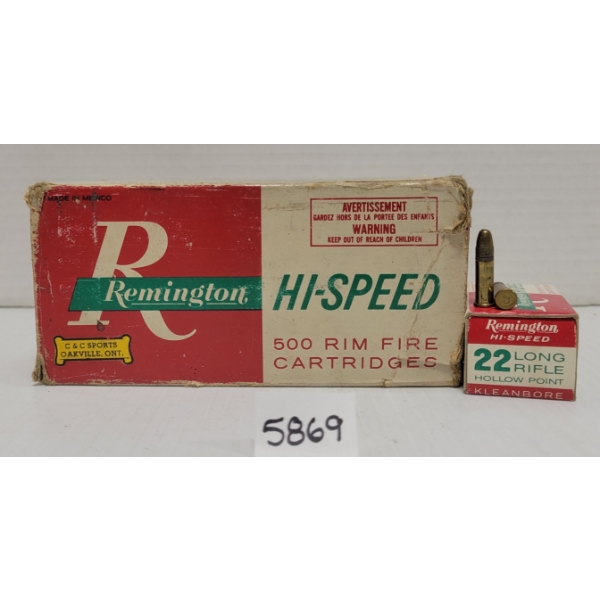 MADE IN MEXICO
R
Remington
C & C SPORTS
OAKVILLE, ONT.
AVERTISSEMENT
GARDEZ HORS DE LA PORTEE DES ENFANTS
WARNING
KEEP OUT OF REACH OF CHILDREN
HI-SPEED
500 RIM FIRE
CARTRIDGES
Remington
HI-SPEED
22 LONG
RIFLE
HOLLOW POINT
KLEANBORE
5869